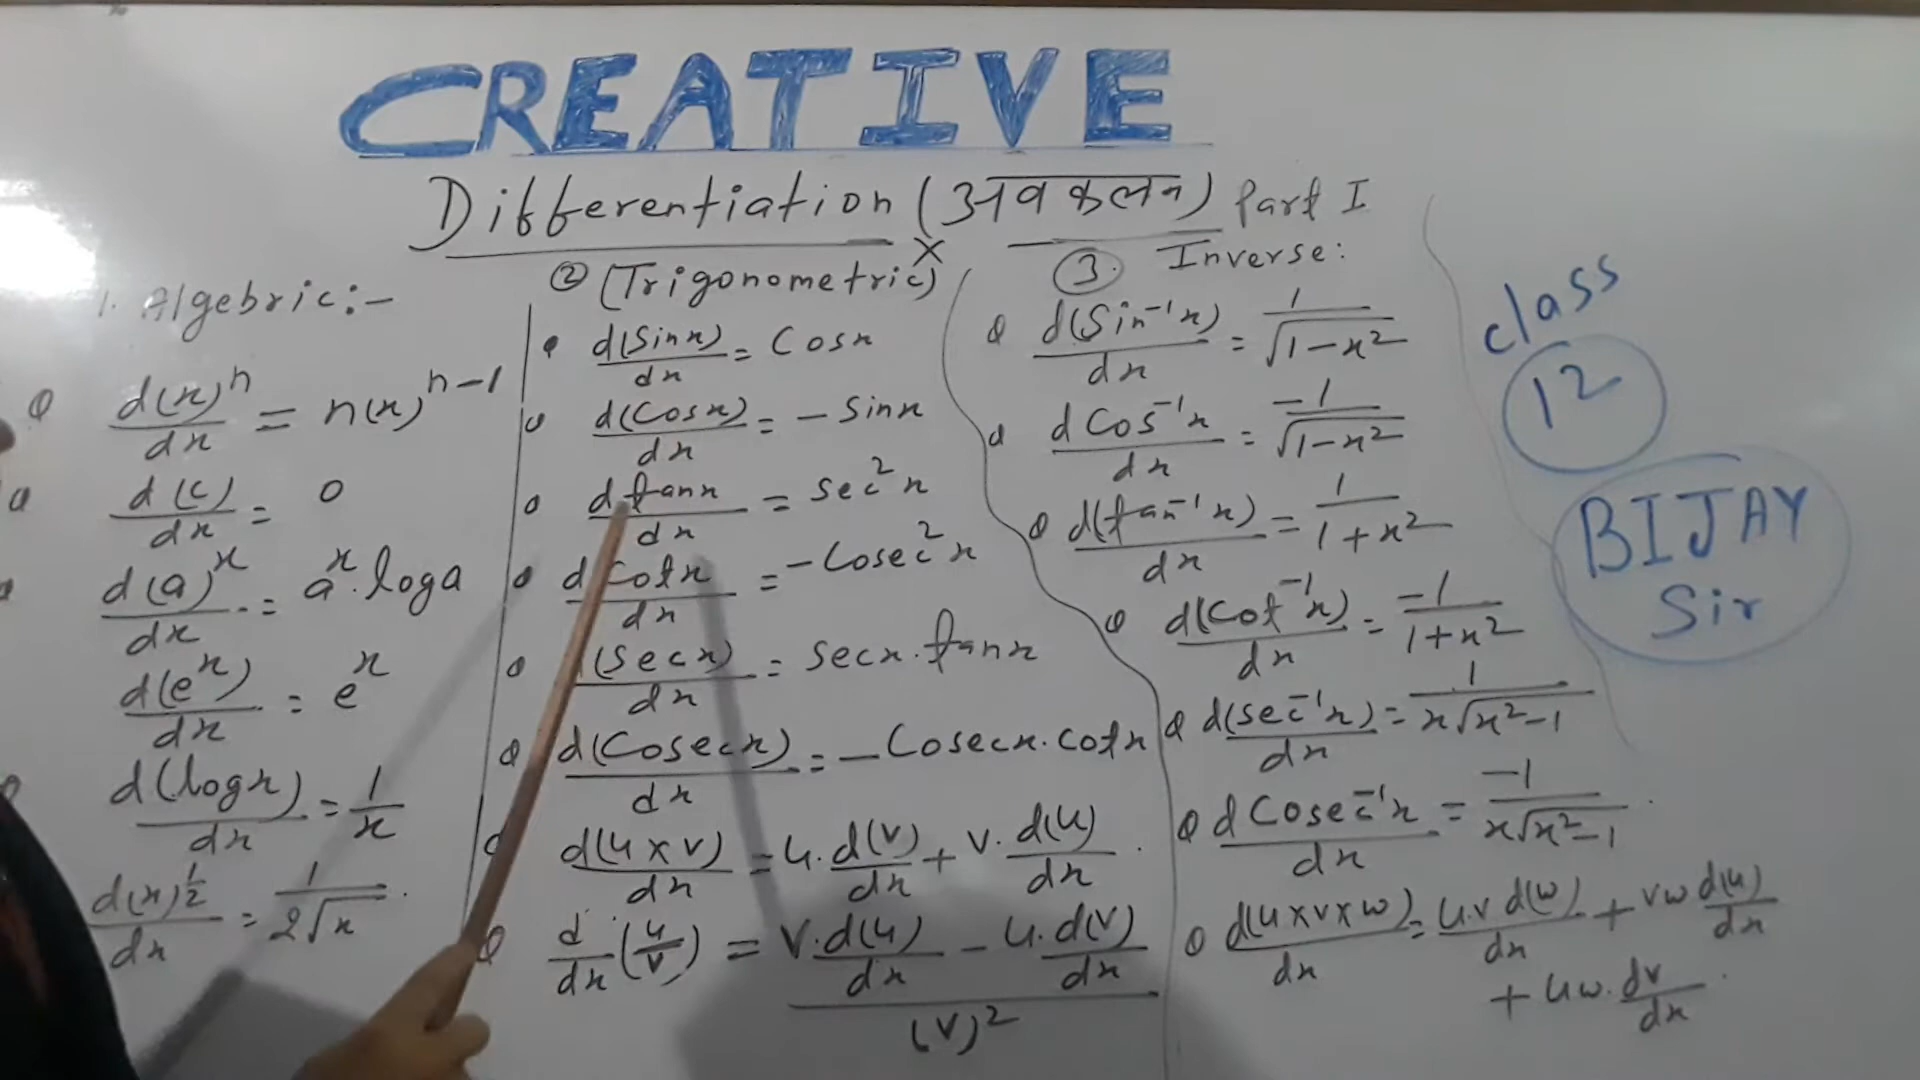 CREATIVE
Differentiation (अवकलन) Part I
1. Algebric:-
d(x)^n/dx = n(x)^n-1
d(c)/dx = 0
d(a)^x/dx = a^x.loga
d(e^x)/dx = e^x
d(logx)/dx = 1/x
d(x)^1/2/dx = 1/2√x
② (Trigonometric)
d(Sinx)/dx = Cosx
d(Cosx)/dx = -Sinx
dtanx/dx = Sec²x
dCotx/dx = -Cosec²x
d(Secx)/dx = Secx.tanx
d(Cosecx)/dx = -Cosecx.cotx
d(u×v)/dx = u.d(v)/dx + v.d(u)/dx
d/dx(u/v) = v.d(u)/dx - u.d(v)/dx / (v)²
③. Inverse:
d(Sin⁻¹x)/dx = 1/√1-x²
dCos⁻¹x/dx = -1/√1-x²
d(tan⁻¹x)/dx = 1/1+x²
d(Cot⁻¹x)/dx = -1/1+x²
d(sec⁻¹x)/dx = 1/x√x²-1
dCosec⁻¹x/dx = -1/x√x²-1
d(u×v×w)/dx = u.v d(w)/dx + vw d(u)/dx
+ uw.dv/dx
class
12
BIJAY
Sir